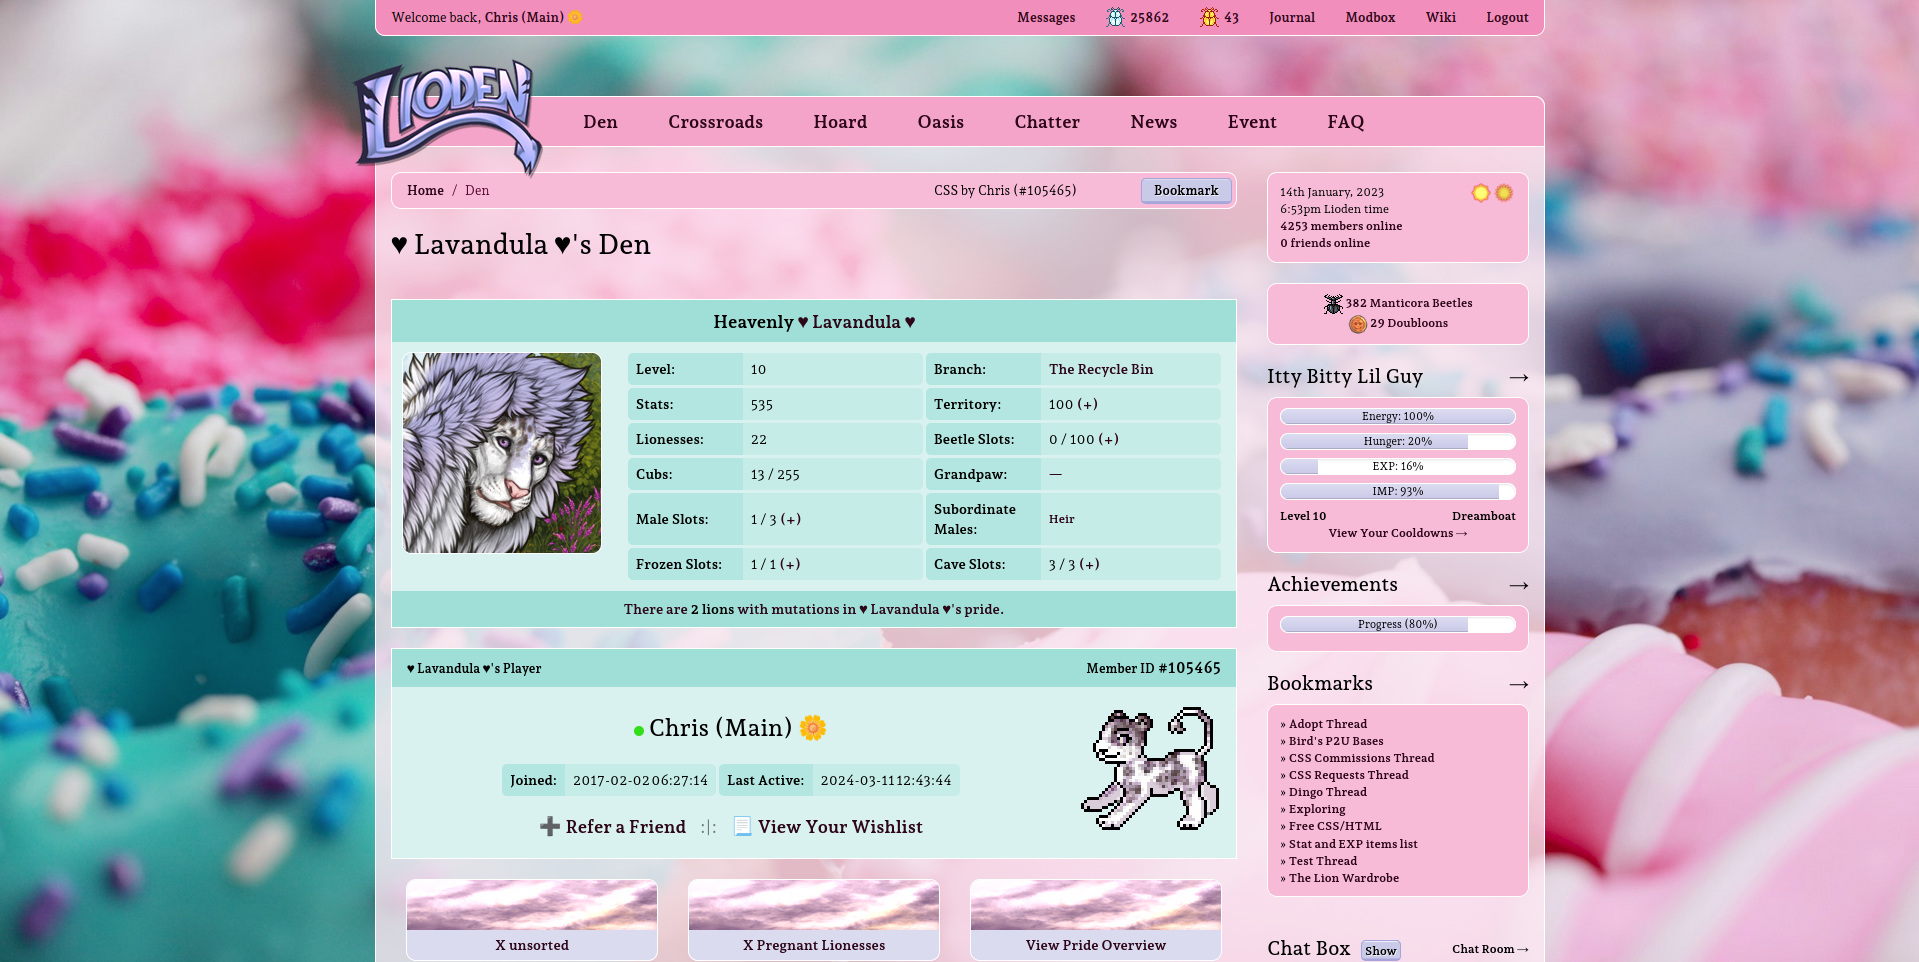 Welcome back, Chris (Main) 🌼
Messages 25862 43 Journal Modbox Wiki Logout
LIODEN
Den Crossroads Hoard Oasis Chatter News Event FAQ
Home / Den CSS by Chris (#105465) Bookmark
♥ Lavandula ♥'s Den
Heavenly ♥ Lavandula ♥
Level: 10 Branch: The Recycle Bin
Stats: 535 Territory: 100 (+)
Lionesses: 22 Beetle Slots: 0 / 100 (+)
Cubs: 13 / 255 Grandpaw: —
Male Slots: 1 / 3 (+) Subordinate Males: Heir
Frozen Slots: 1 / 1 (+) Cave Slots: 3 / 3 (+)
There are 2 lions with mutations in ♥ Lavandula ♥'s pride.
♥ Lavandula ♥'s Player Member ID #105465
Chris (Main) 🌼
Joined: 2017-02-02 06:27:14 Last Active: 2024-03-11 12:43:44
➕ Refer a Friend :|: 📃 View Your Wishlist
X unsorted X Pregnant Lionesses View Pride Overview
14th January, 2023
6:53pm Lioden time
4253 members online
0 friends online
382 Manticora Beetles
29 Doubloons
Itty Bitty Lil Guy →
Energy: 100%
Hunger: 20%
EXP: 16%
IMP: 93%
Level 10 Dreamboat
View Your Cooldowns →
Achievements →
Progress (80%)
Bookmarks →
» Adopt Thread
» Bird's P2U Bases
» CSS Commissions Thread
» CSS Requests Thread
» Dingo Thread
» Exploring
» Free CSS/HTML
» Stat and EXP items list
» Test Thread
» The Lion Wardrobe
Chat Box Show Chat Room →